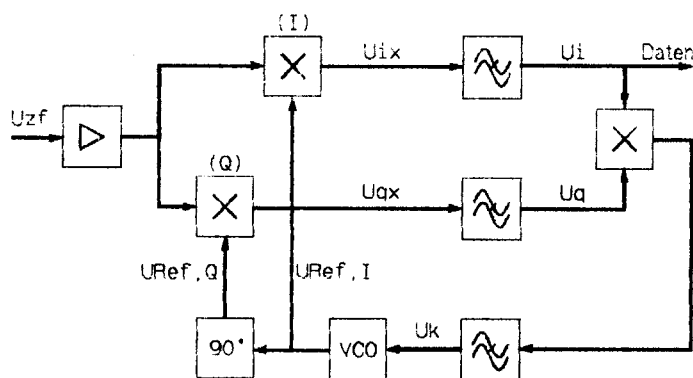 (I)
Uix
Ui
Daten
Uzf
(Q)
Uqx
Uq
URef,Q
URef,I
Uk
90°
VCO